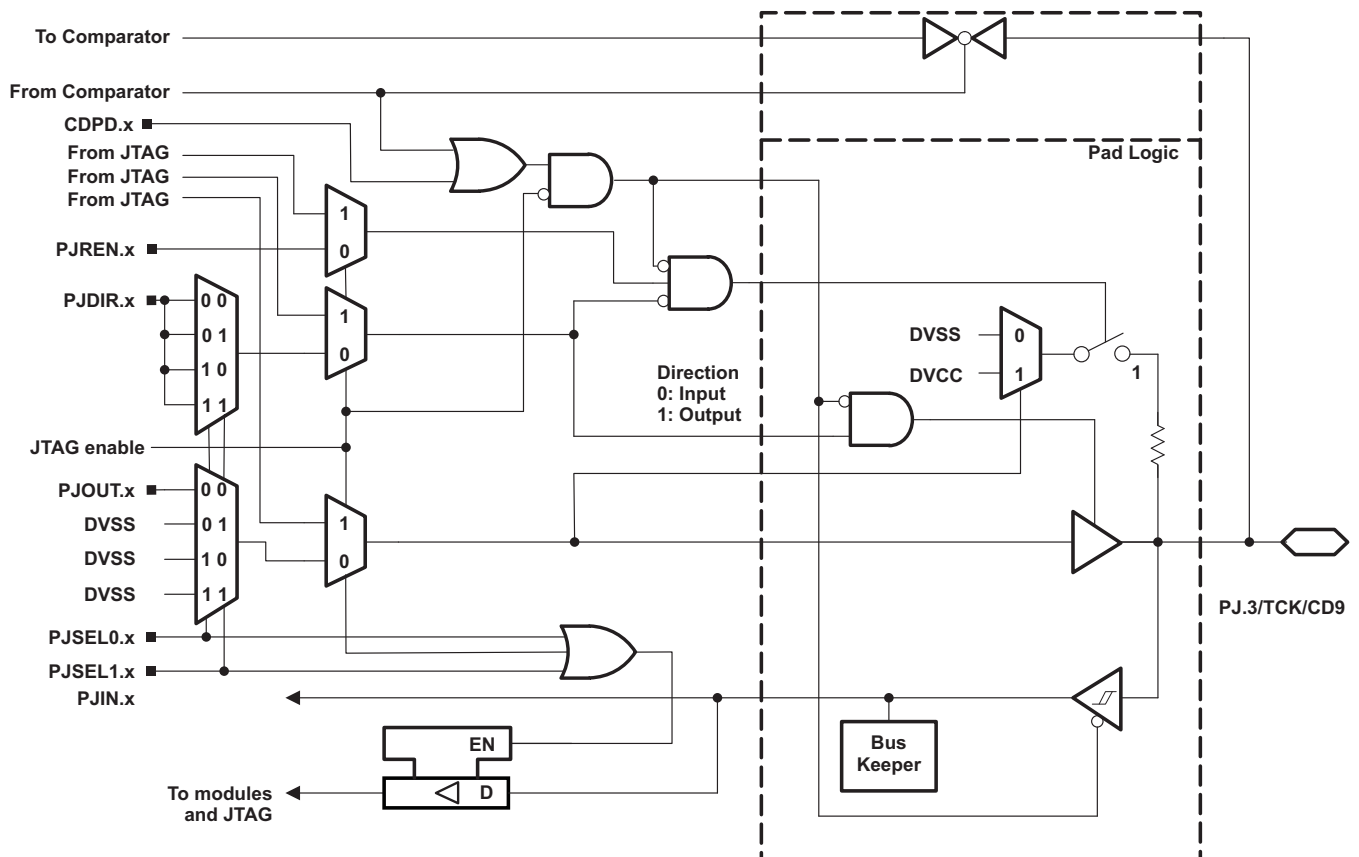 To Comparator
From Comparator
CDPD.x
From JTAG
From JTAG
From JTAG
Pad Logic
1
0
PJREN.x
PJDIR.x
0 0
0 1
1 0
1 1
1
0
DVSS
DVCC
0
1
1
Direction
0: Input
1: Output
JTAG enable
PJOUT.x
DVSS
DVSS
DVSS
0 0
0 1
1 0
1 1
1
0
PJ.3/TCK/CD9
PJSEL0.x
PJSEL1.x
PJIN.x
EN
D
Bus
Keeper
To modules
and JTAG